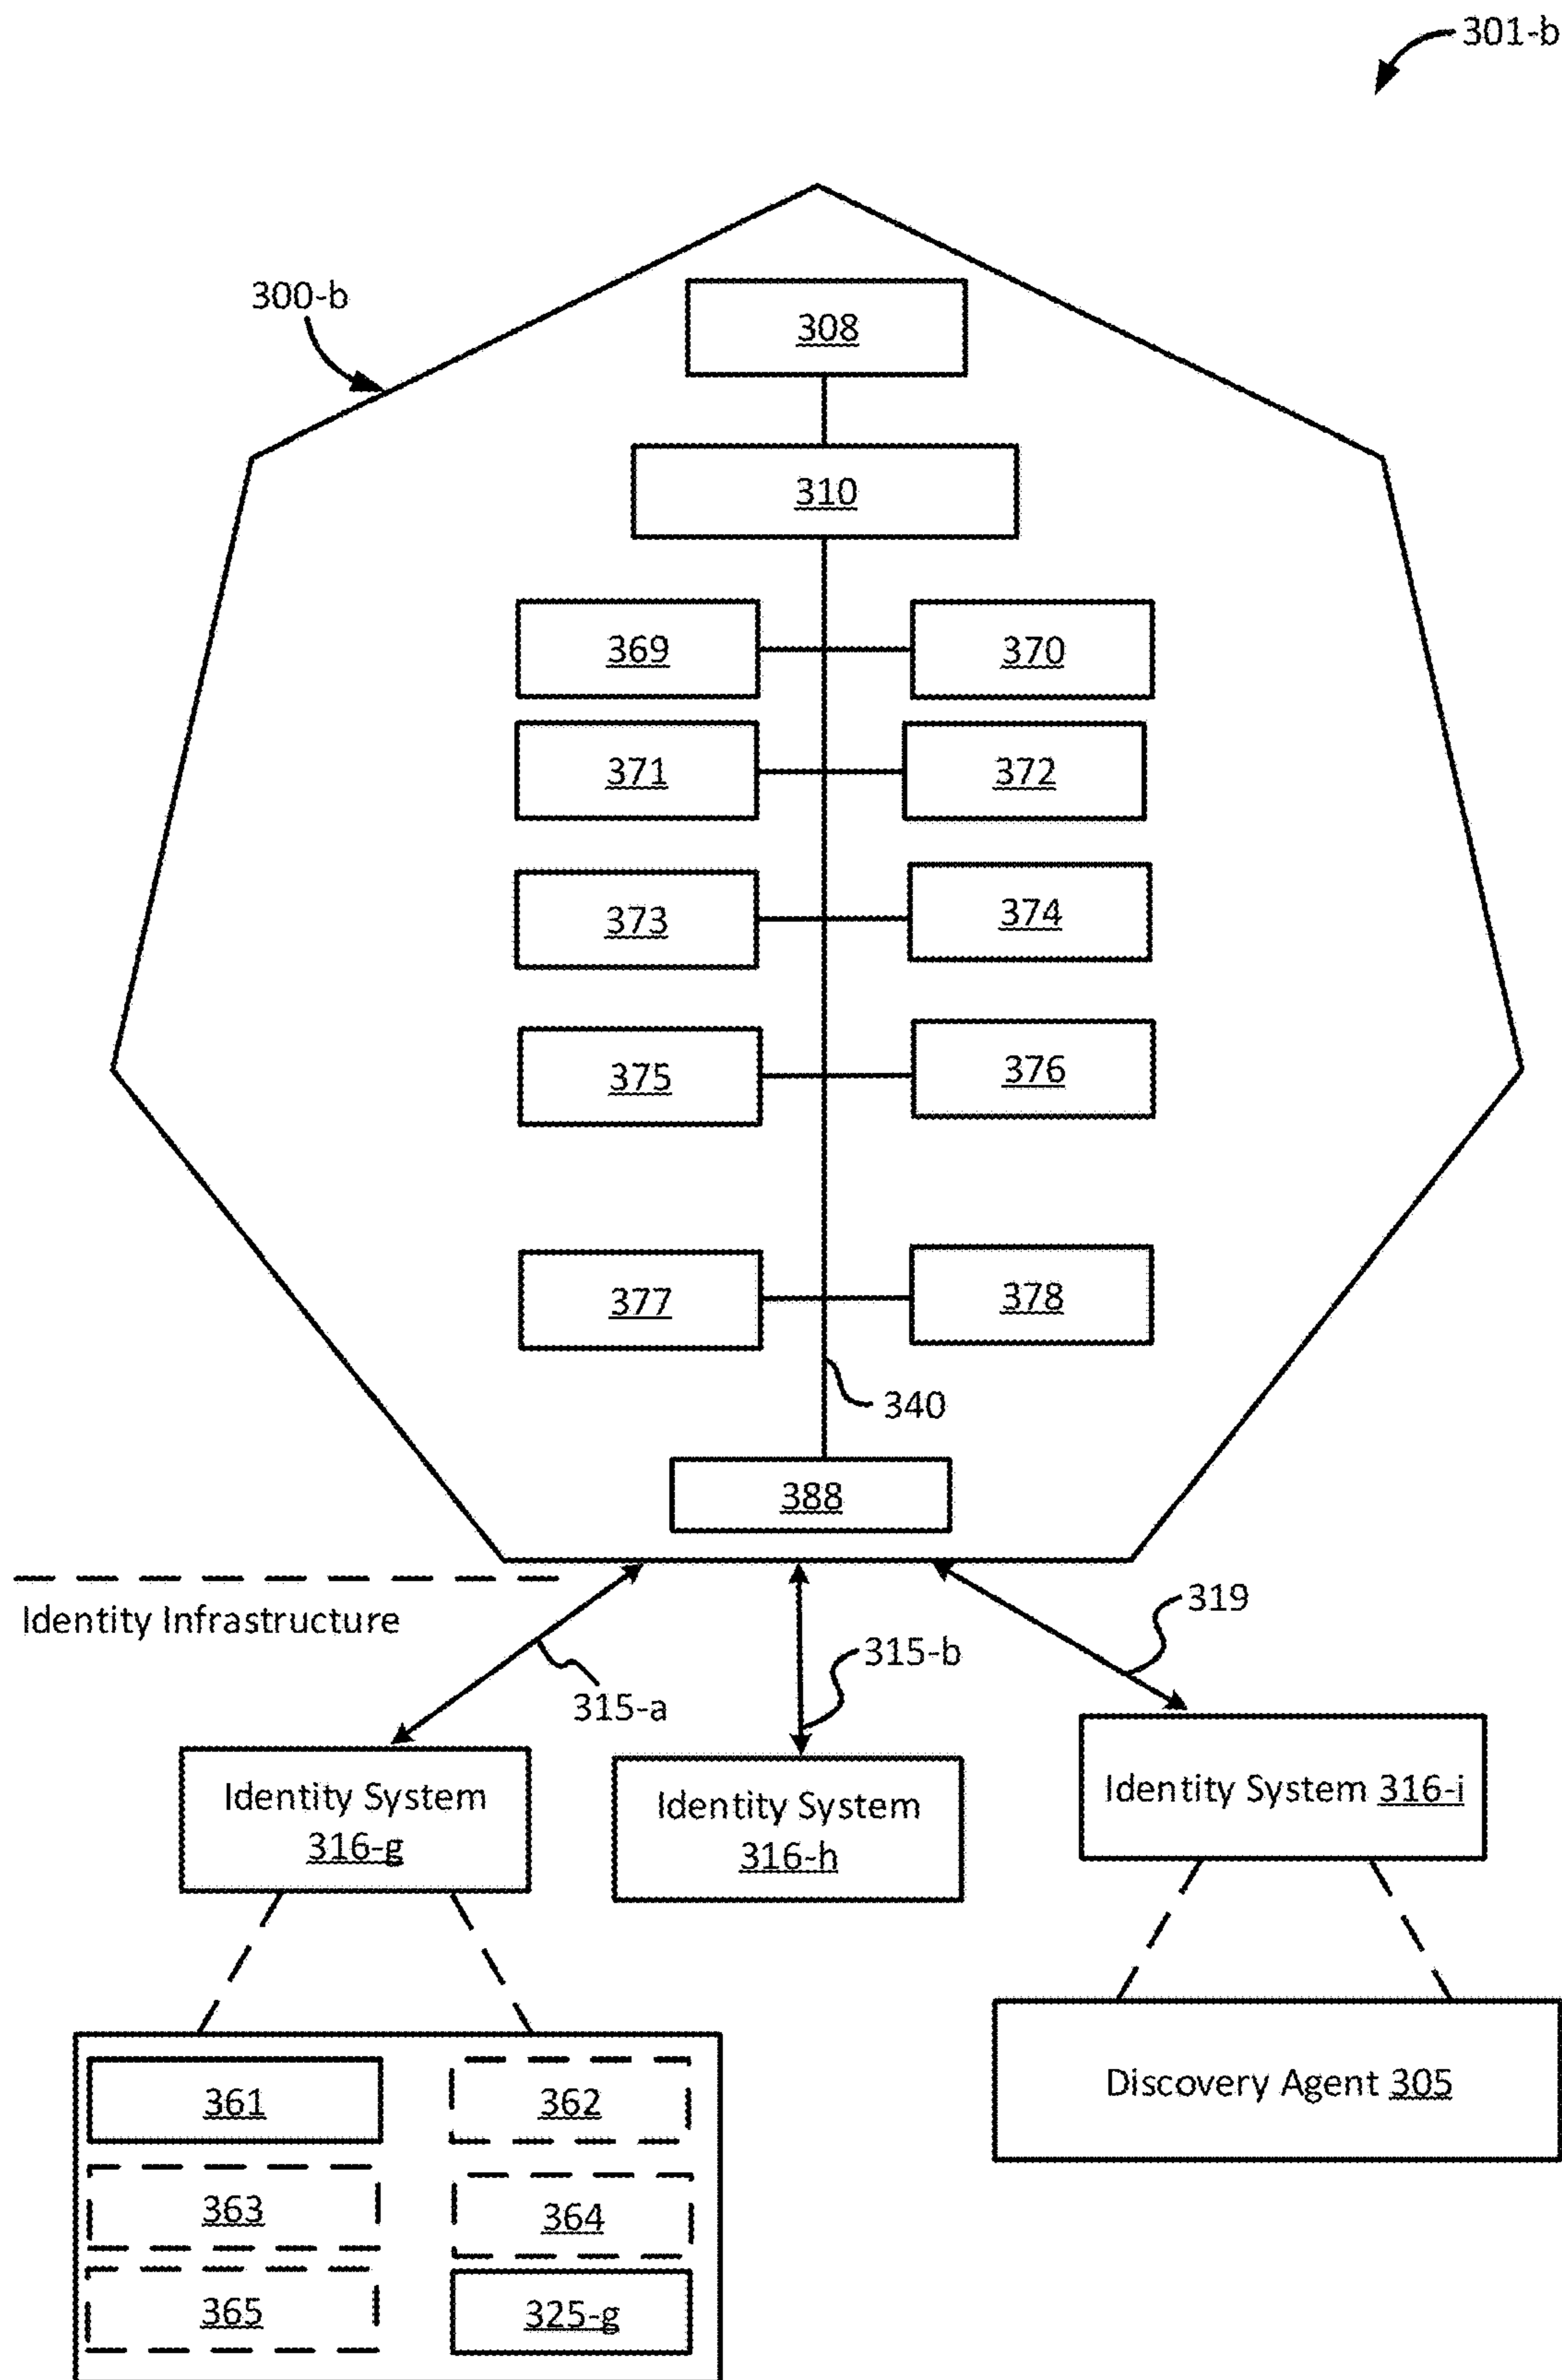 301-b
300-b
308
310
369
370
371
372
373
374
375
376
377
378
340
388
Identity Infrastructure
319
315-b
315-a
Identity System
316-g
Identity System
316-h
Identity System 316-i
Discovery Agent 305
361
362
363
364
365
325-g